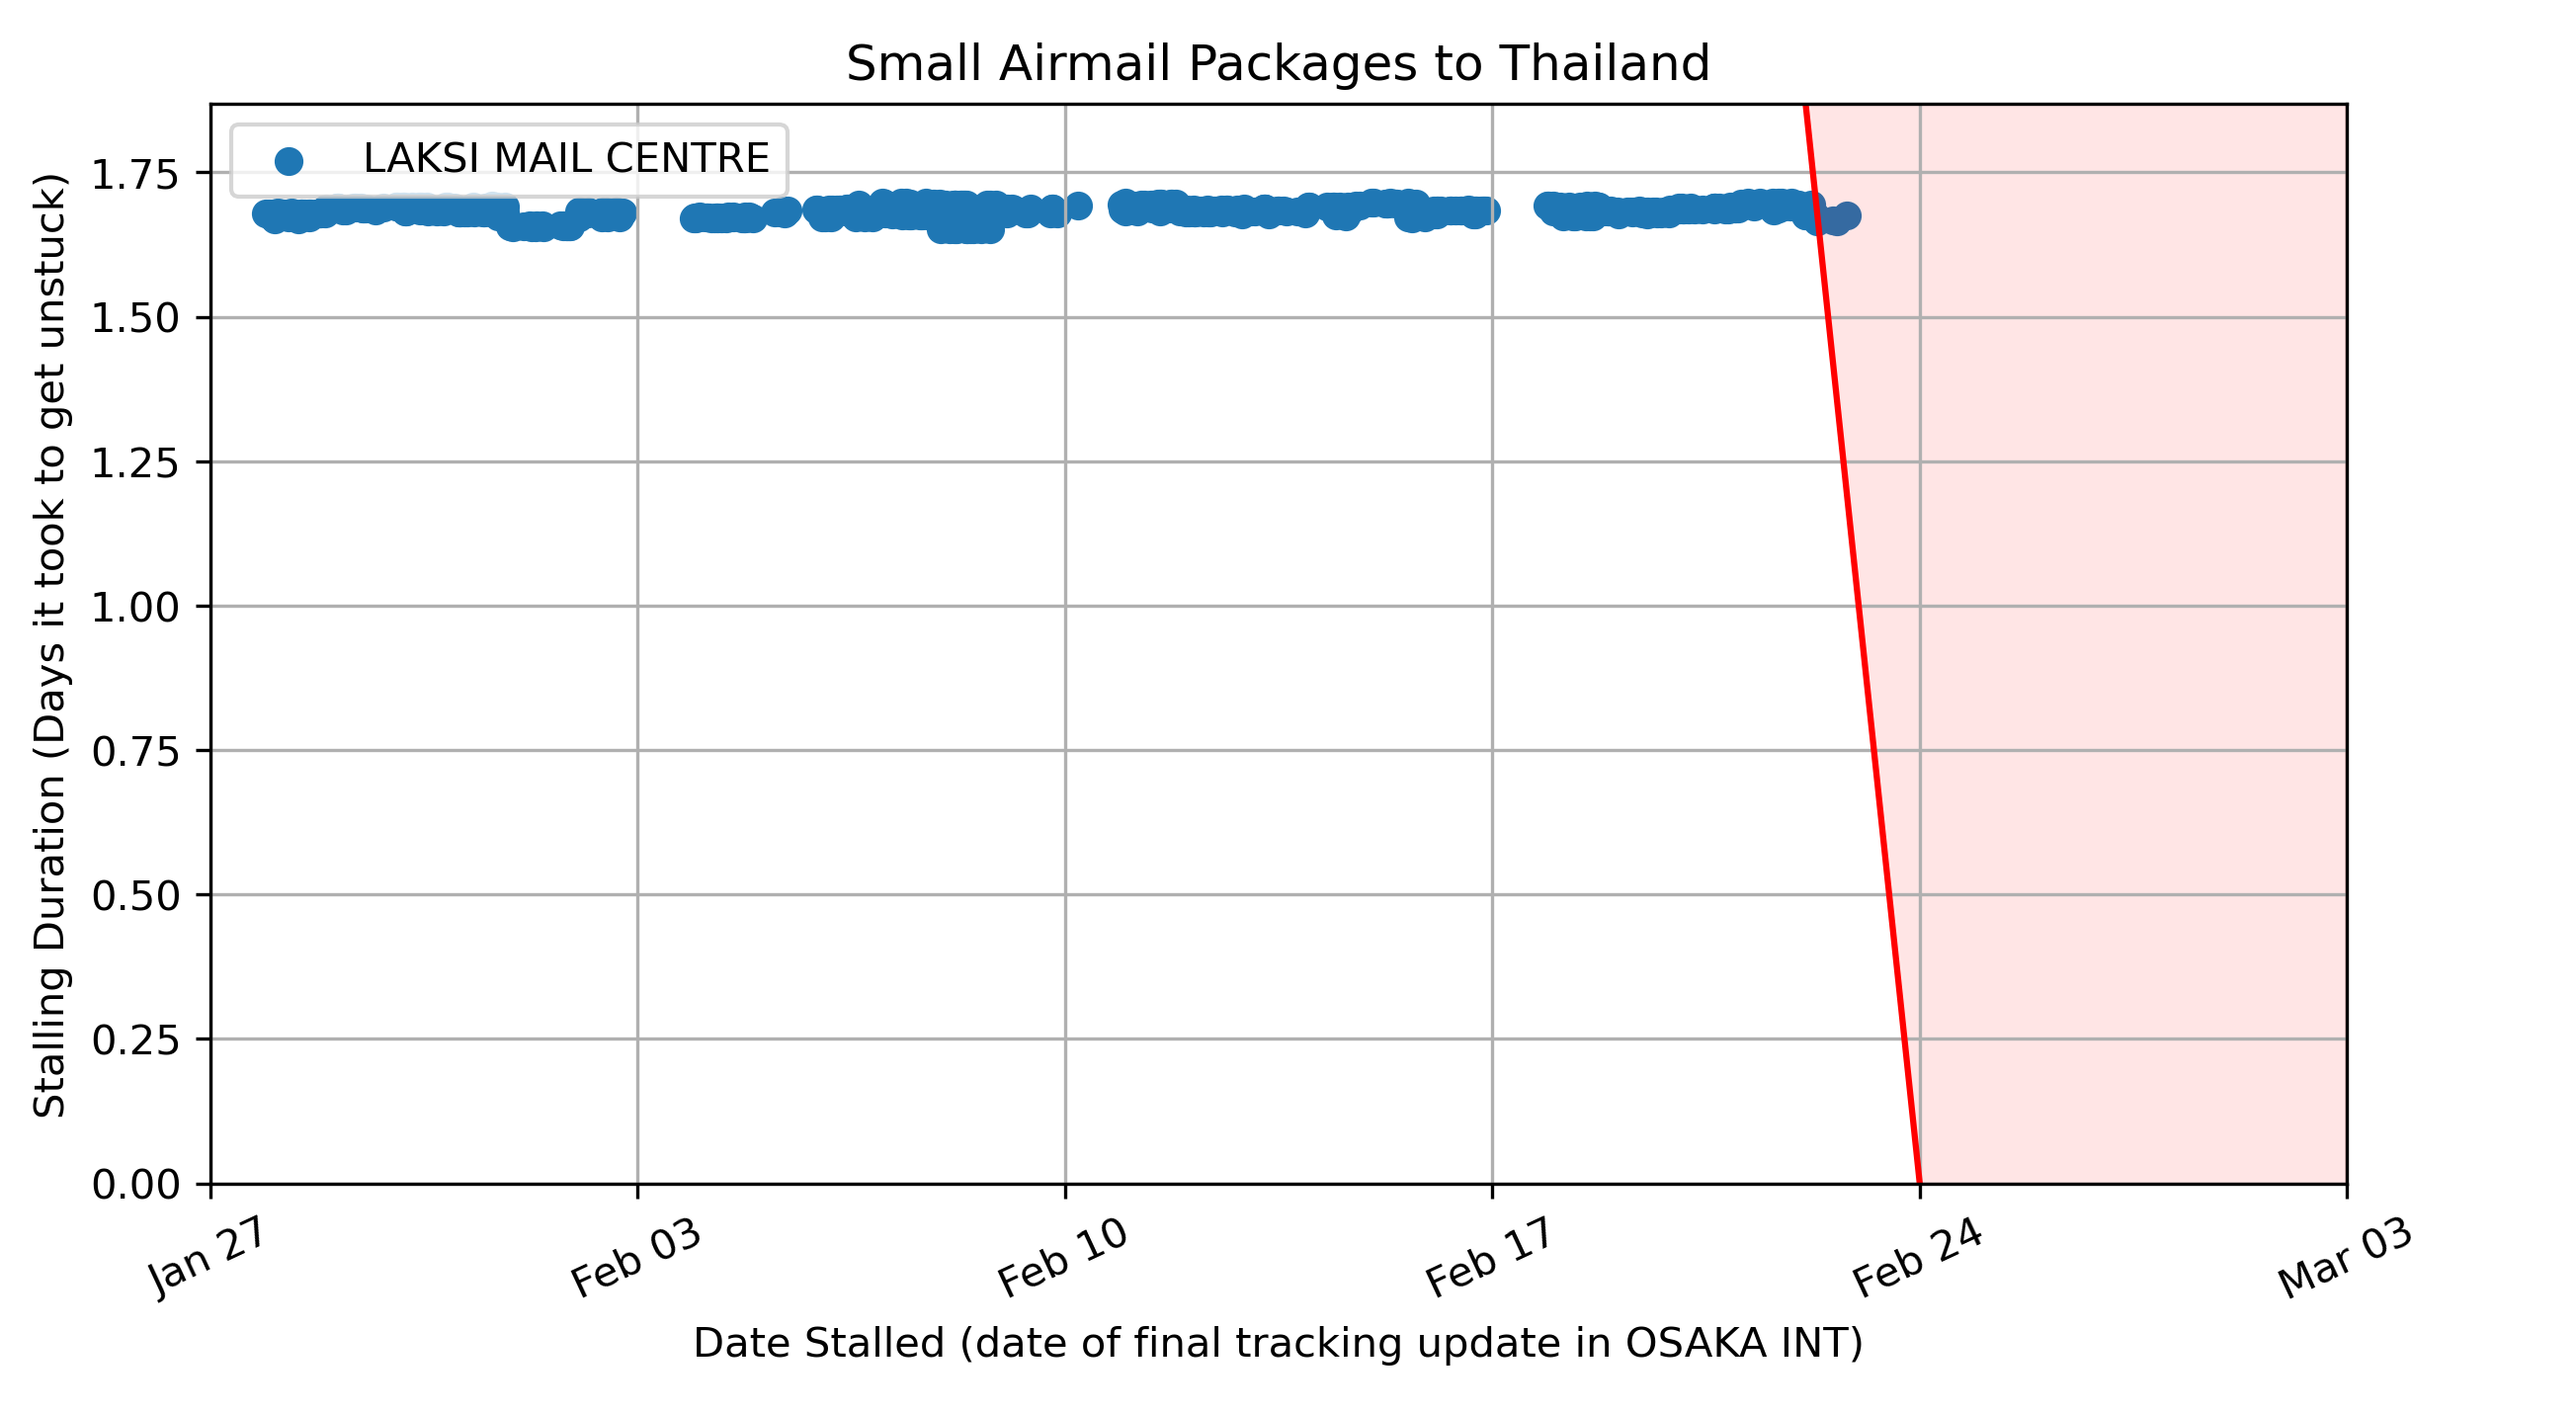 Small Airmail Packages to Thailand
LAKSI MAIL CENTRE
Stalling Duration (Days it took to get unstuck)
1.75
1.50
1.25
1.00
0.75
0.50
0.25
0.00
Jan 27
Feb 03
Feb 10
Feb 17
Feb 24
Mar 03
Date Stalled (date of final tracking update in OSAKA INT)